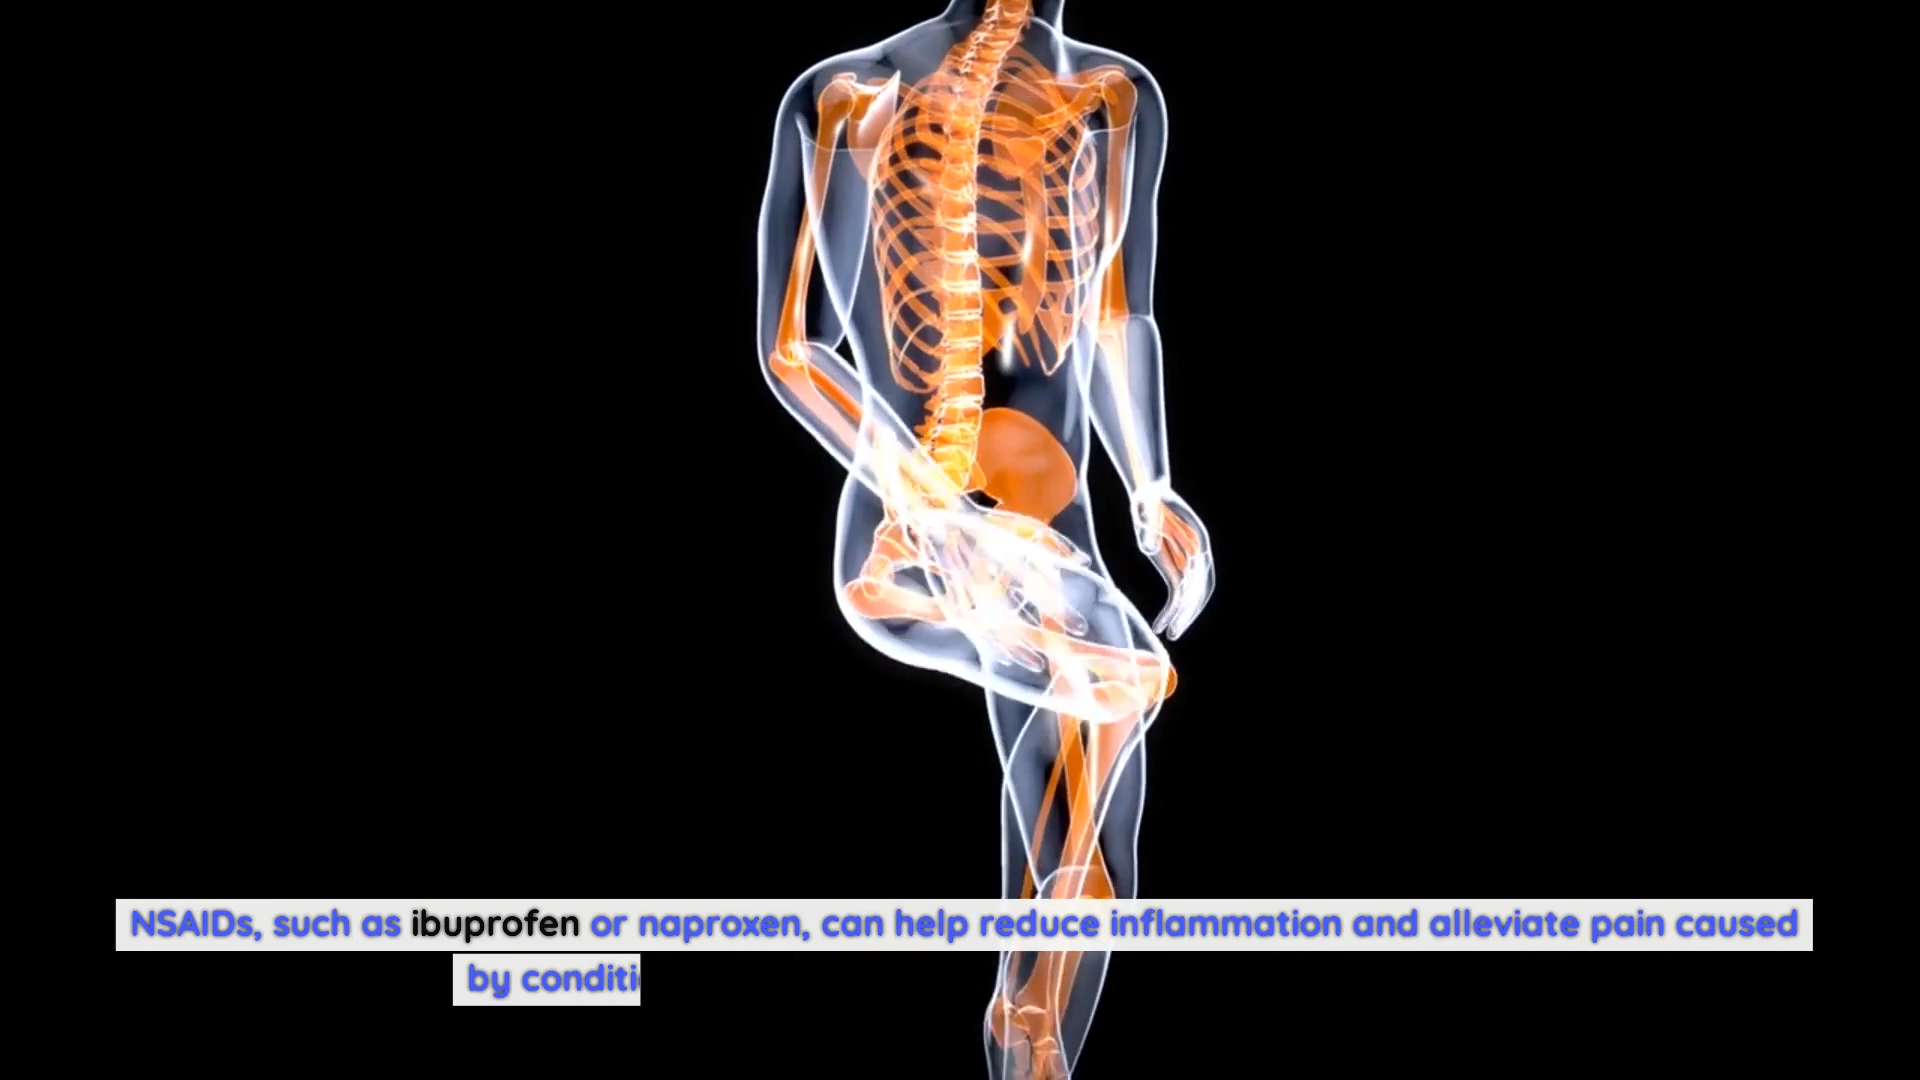 NSAIDs, such as ibuprofen or naproxen, can help reduce inflammation and alleviate pain caused
by conditi